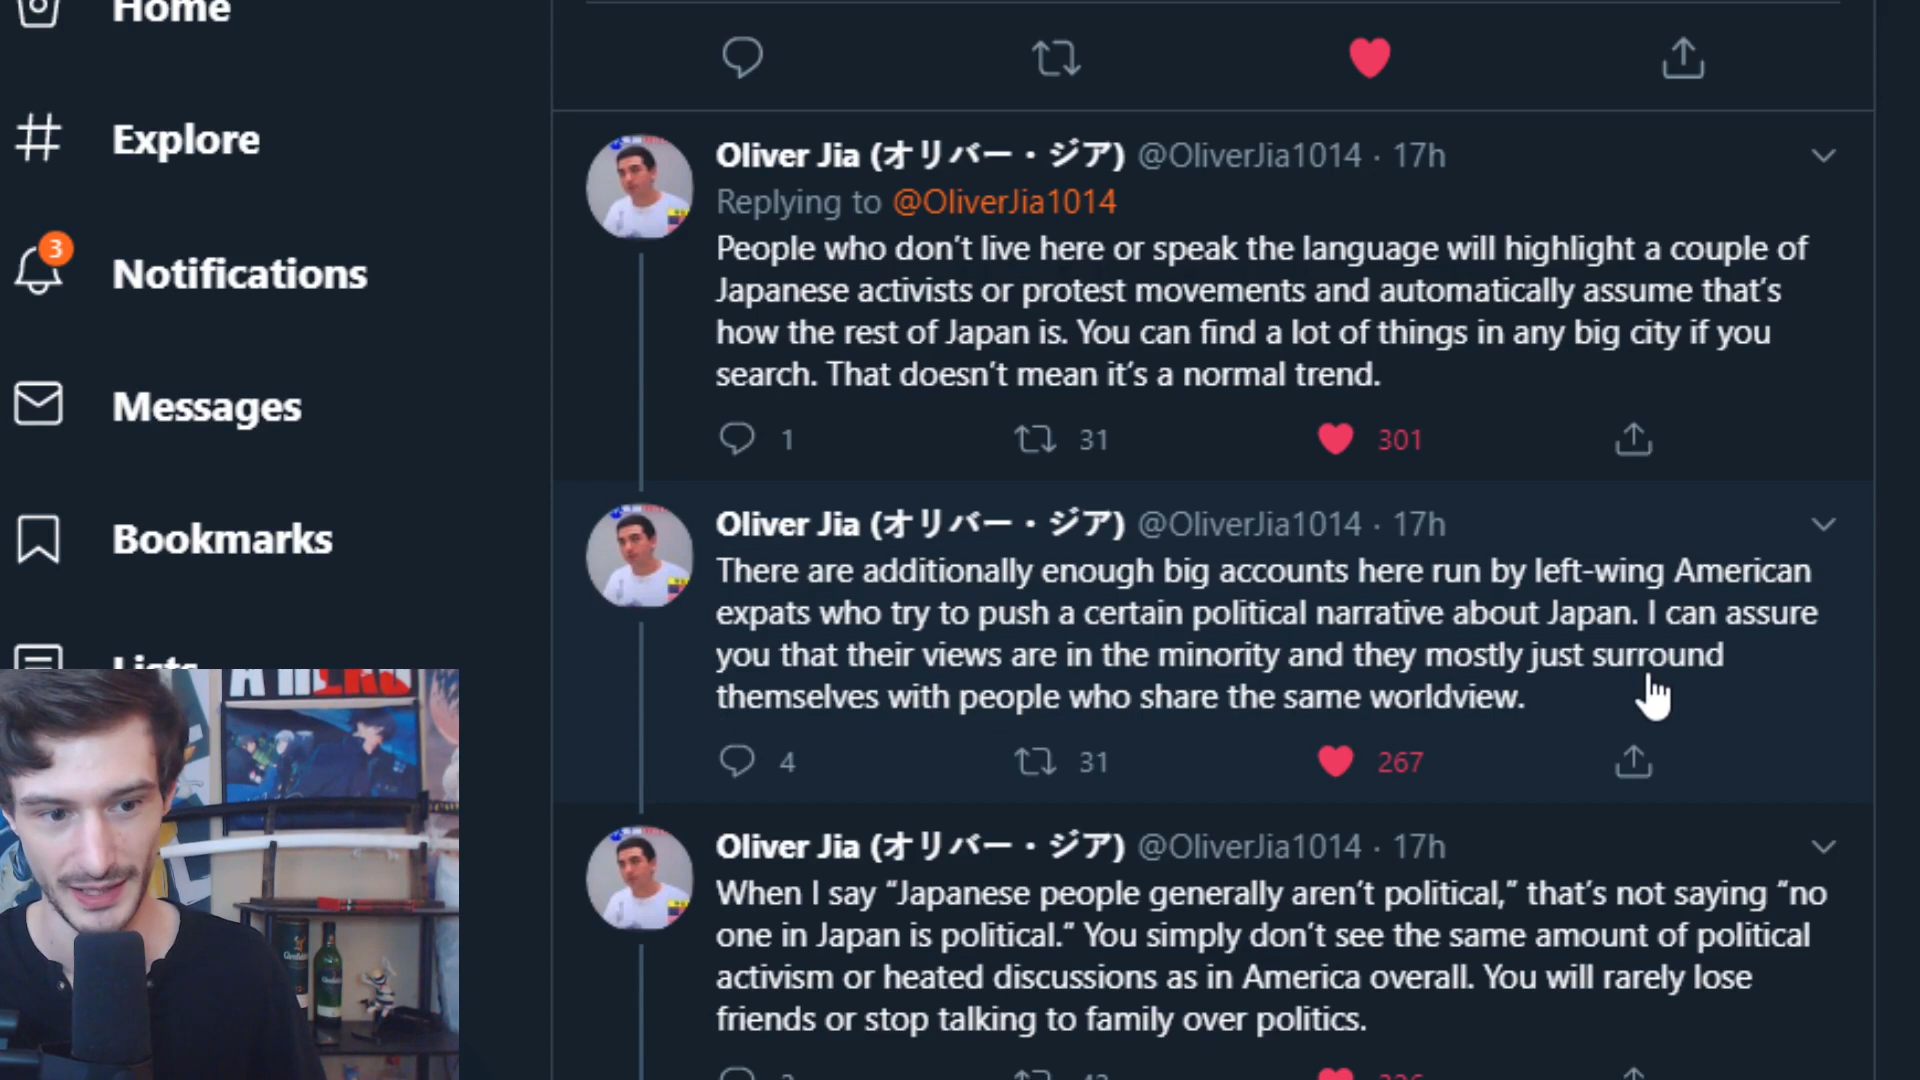 Home
Explore
3
Notifications
Messages
Bookmarks
Lists
Oliver Jia (オリバー・ジア) @OliverJia1014 · 17h
Replying to @OliverJia1014
People who don’t live here or speak the language will highlight a couple of
Japanese activists or protest movements and automatically assume that’s
how the rest of Japan is. You can find a lot of things in any big city if you
search. That doesn’t mean it’s a normal trend.
1 31 301
Oliver Jia (オリバー・ジア) @OliverJia1014 · 17h
There are additionally enough big accounts here run by left-wing American
expats who try to push a certain political narrative about Japan. I can assure
you that their views are in the minority and they mostly just surround
themselves with people who share the same worldview.
4 31 267
Oliver Jia (オリバー・ジア) @OliverJia1014 · 17h
When I say “Japanese people generally aren’t political,” that’s not saying “no
one in Japan is political.” You simply don’t see the same amount of political
activism or heated discussions as in America overall. You will rarely lose
friends or stop talking to family over politics.
A HERO